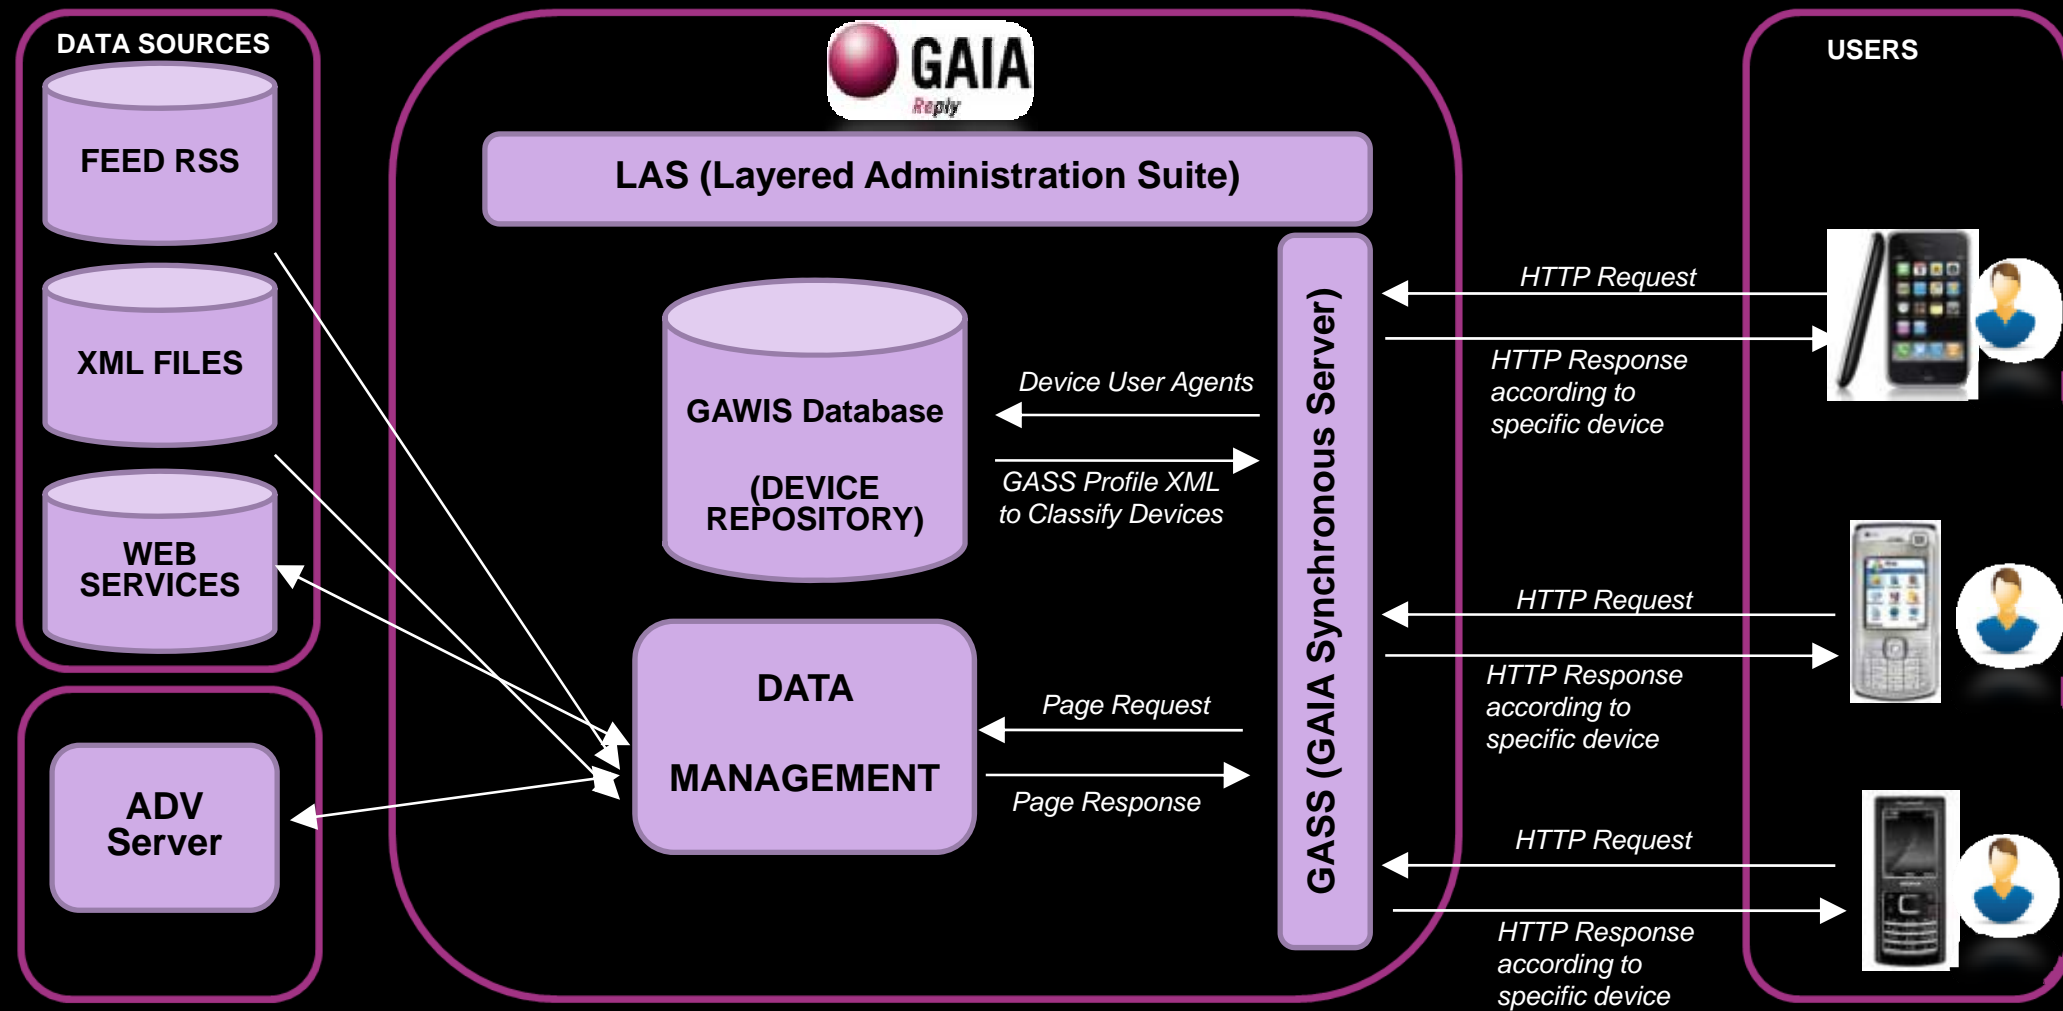 DATA SOURCES
FEED RSS
XML FILES
WEB
SERVICES
ADV
Server
GAIA
Reply
LAS (Layered Administration Suite)
GAWIS Database
(DEVICE
REPOSITORY)
Device User Agents
GASS Profile XML
to Classify Devices
DATA
MANAGEMENT
Page Request
Page Response
GASS (GAIA Synchronous Server)
HTTP Request
HTTP Response
according to
specific device
HTTP Request
HTTP Response
according to
specific device
HTTP Request
HTTP Response
according to
specific device
USERS